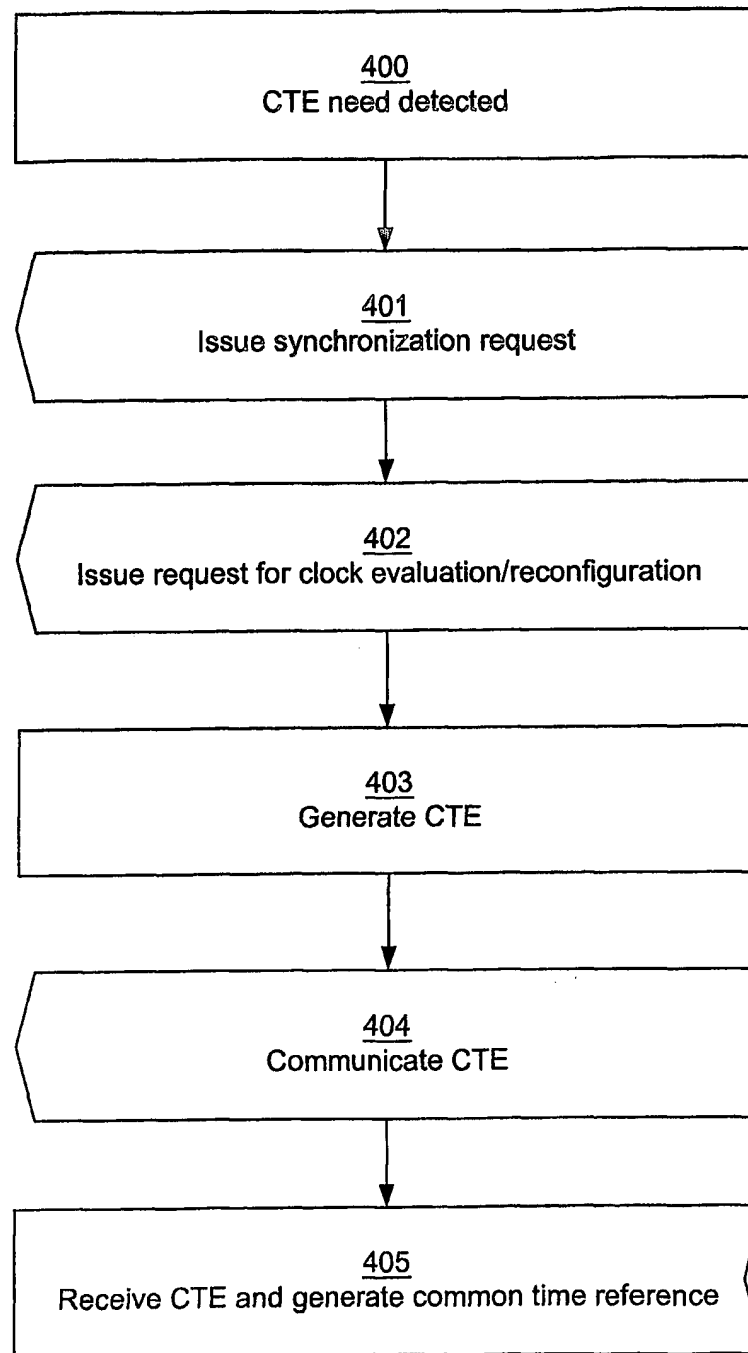 400
CTE need detected
401
Issue synchronization request
402
Issue request for clock evaluation/reconfiguration
403
Generate CTE
404
Communicate CTE
405
Receive CTE and generate common time reference